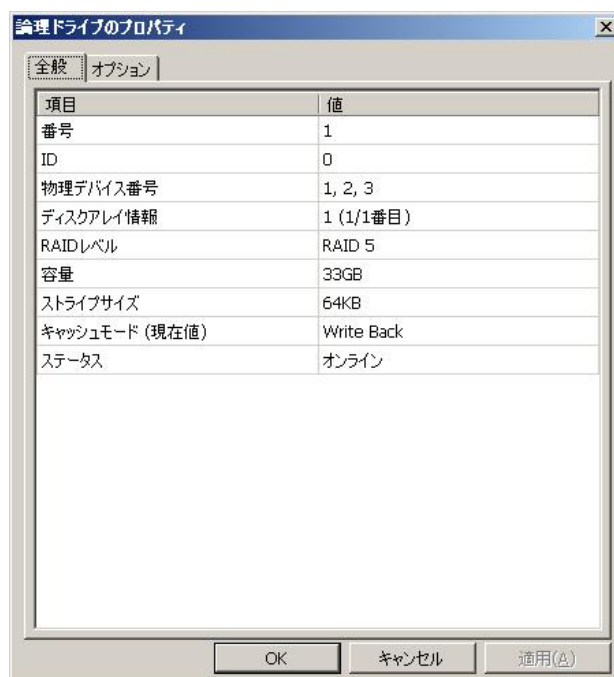 論理ドライブのプロパティ
全般 オプション
項目 値
番号 1
ID 0
物理デバイス番号 1, 2, 3
ディスクアレイ情報 1 (1/1番目)
RAIDレベル RAID 5
容量 33GB
ストライプサイズ 64KB
キャッシュモード (現在値) Write Back
ステータス オンライン
OK キャンセル 適用(A)